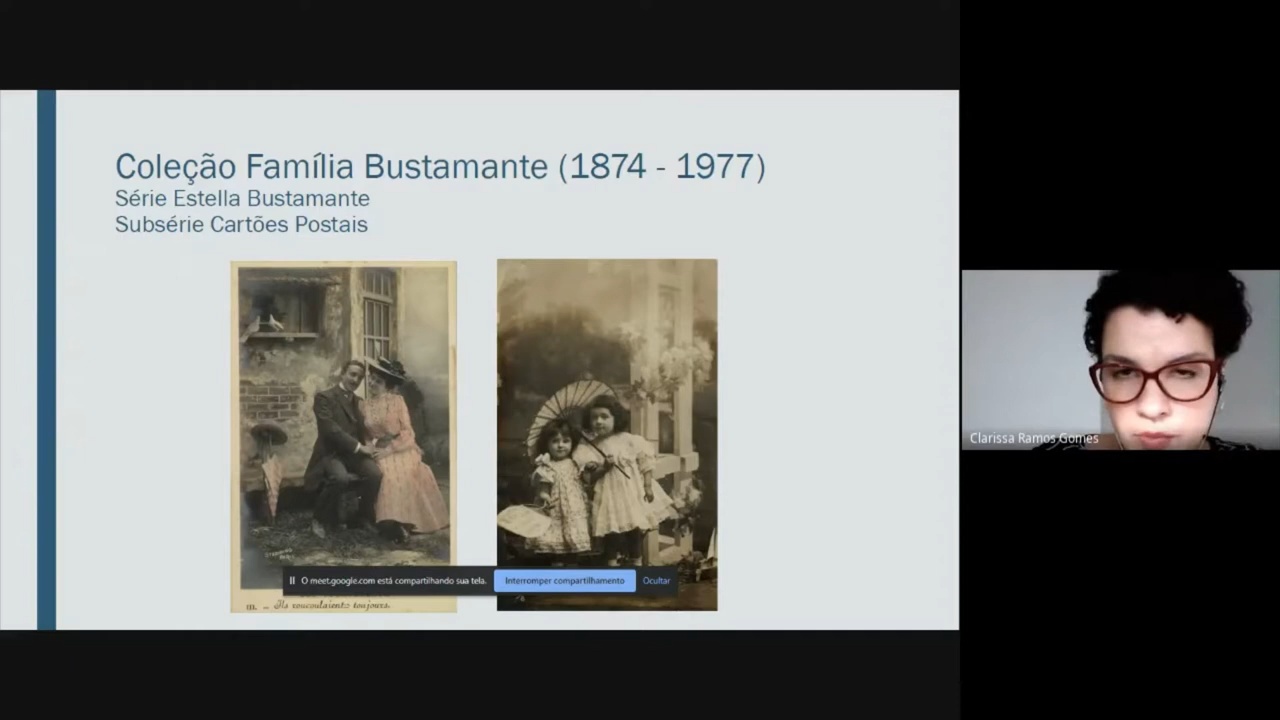 Coleção Família Bustamante (1874 - 1977)
Série Estella Bustamante
Subsérie Cartões Postais
O meet.google.com está compartilhando sua tela.
Interromper compartilhamento
Ocultar
III. - Ils roucoulaient toujours.
Clarissa Ramos Gomes